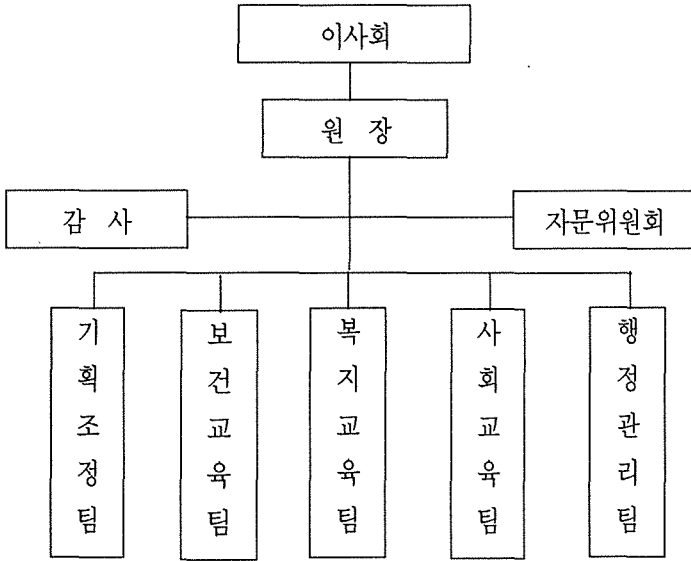 이사회
원 장
감 사
자문위원회
기획조정팀
보건교육팀
복지교육팀
사회교육팀
행정관리팀